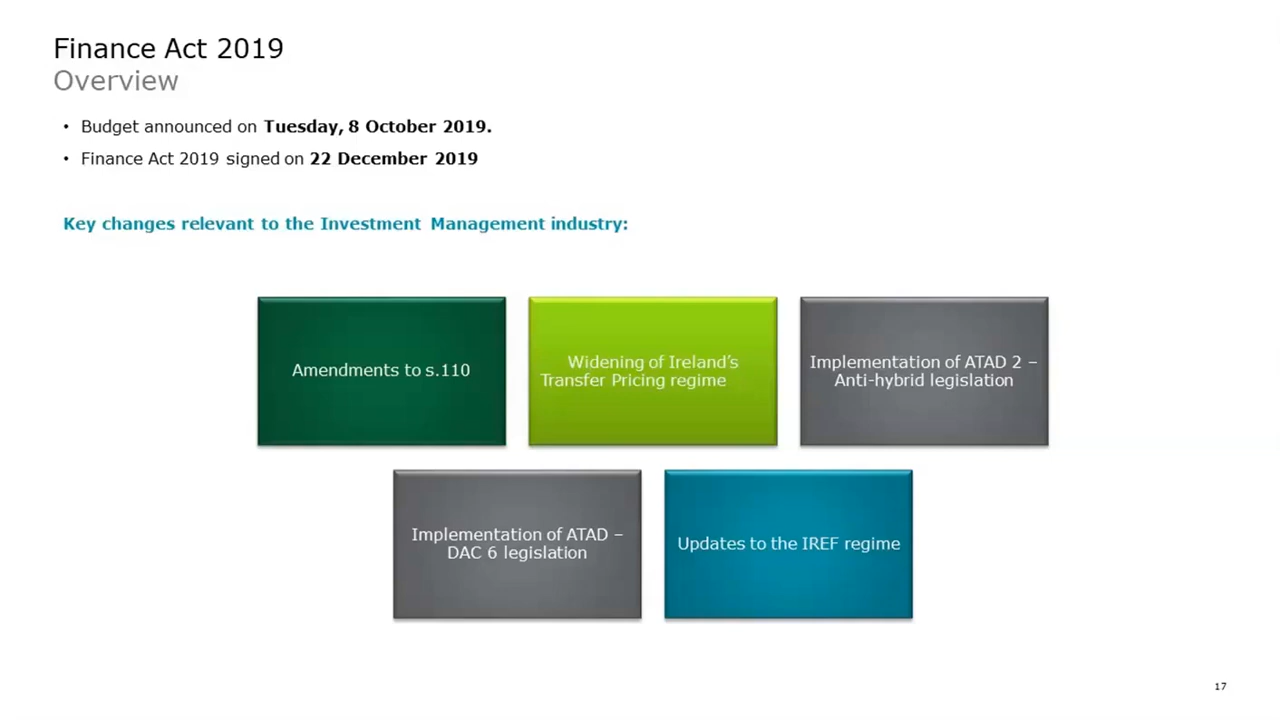 Finance Act 2019
Overview
• Budget announced on Tuesday, 8 October 2019.
• Finance Act 2019 signed on 22 December 2019
Key changes relevant to the Investment Management industry:
Amendments to s.110
Widening of Ireland’s
Transfer Pricing regime
Implementation of ATAD 2 –
Anti-hybrid legislation
Implementation of ATAD –
DAC 6 legislation
Updates to the IREF regime
17